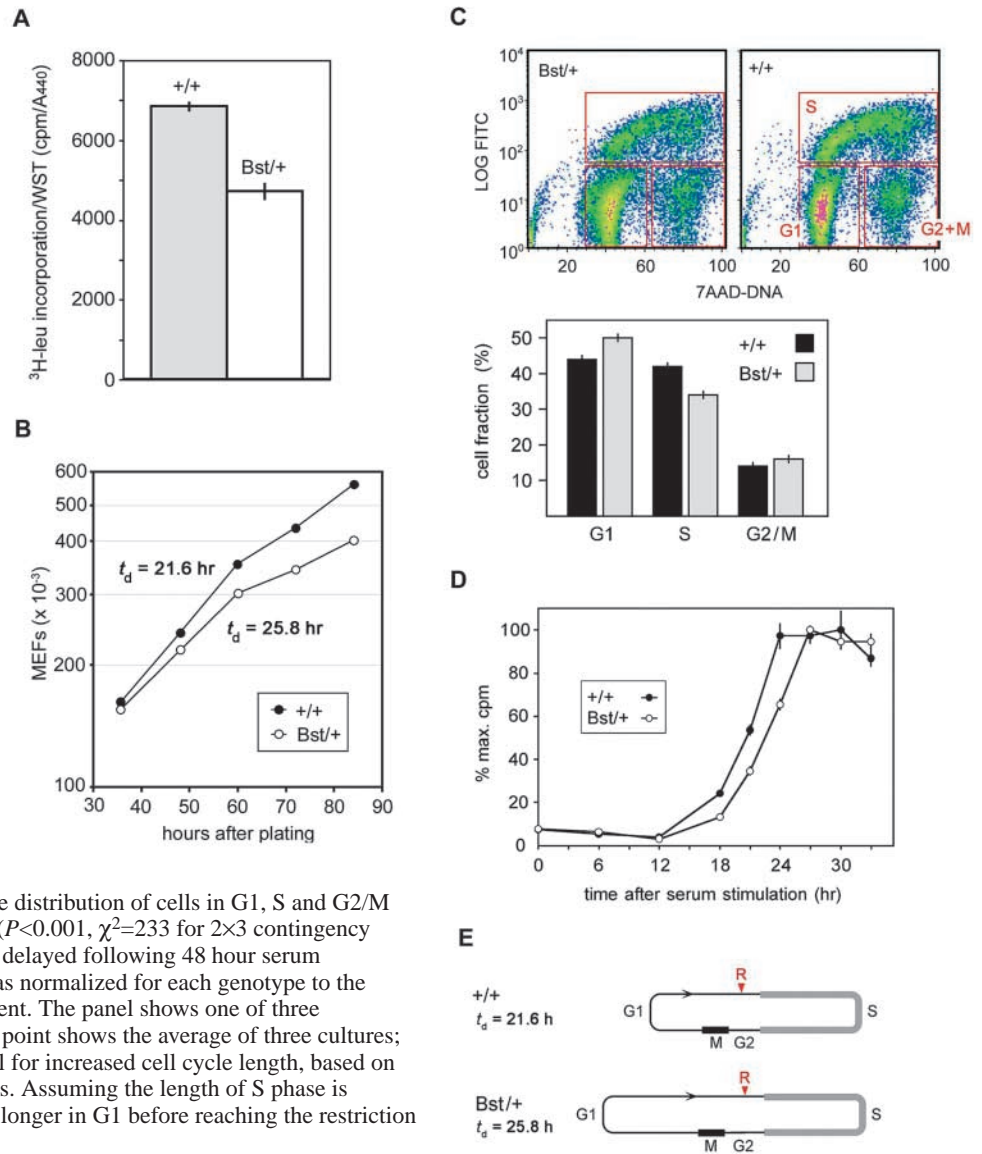 A
³H-leu incorporation/WST (cpm/A440)
8000
6000
4000
2000
0
+/+
Bst/+
B
MEFs (x 10⁻³)
600
500
400
300
200
100
t_d = 21.6 hr
t_d = 25.8 hr
+/+
Bst/+
30 40 50 60 70 80 90
hours after plating
e distribution of cells in G1, S and G2/M
(P<0.001, χ²=233 for 2×3 contingency
delayed following 48 hour serum
as normalized for each genotype to the
ent. The panel shows one of three
point shows the average of three cultures;
l for increased cell cycle length, based on
s. Assuming the length of S phase is
longer in G1 before reaching the restriction
C
LOG FITC
10⁴
10³
10²
10¹
10⁰
Bst/+
+/+
S
G1
G2+M
20 60 100
20 60 100
7AAD-DNA
cell fraction (%)
50
40
30
20
10
+/+
Bst/+
G1 S G2/M
D
% max. cpm
100
80
60
40
20
0
+/+
Bst/+
0 6 12 18 24 30
time after serum stimulation (hr)
E
+/+
t_d = 21.6 h
G1
R
S
M G2
Bst/+
t_d = 25.8 h
G1
R
S
M G2